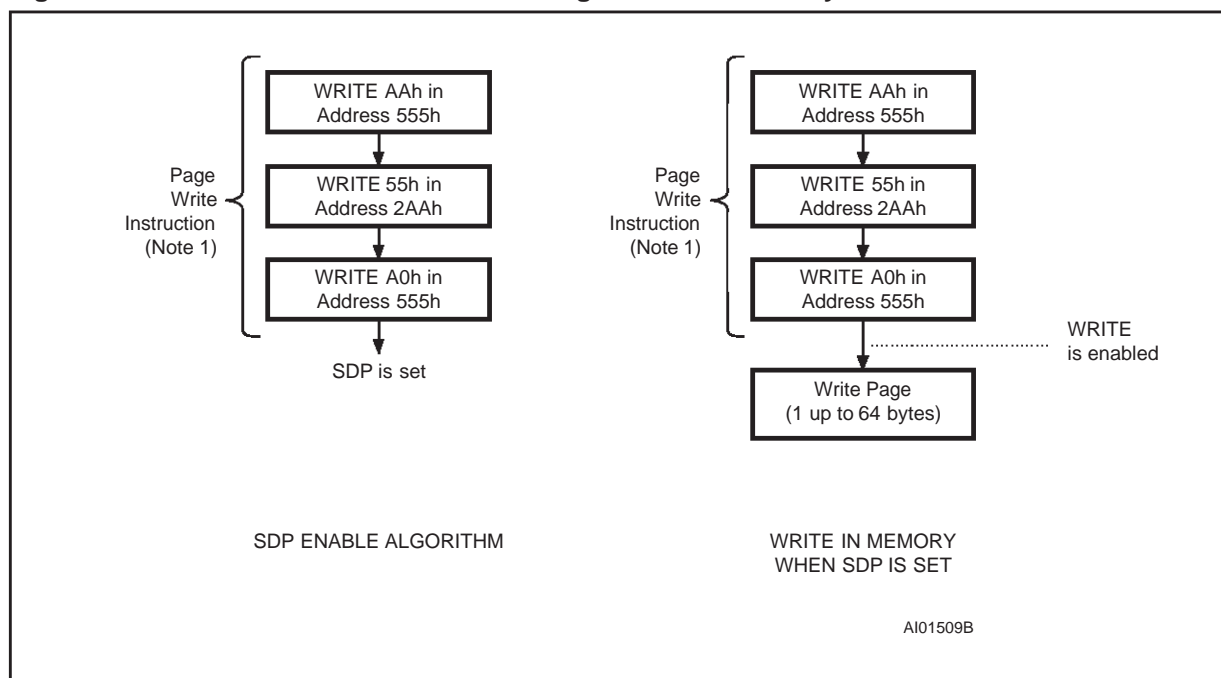 Page
Write
Instruction
(Note 1)
WRITE AAh in
Address 555h
WRITE 55h in
Address 2AAh
WRITE A0h in
Address 555h
SDP is set
SDP ENABLE ALGORITHM
Page
Write
Instruction
(Note 1)
WRITE AAh in
Address 555h
WRITE 55h in
Address 2AAh
WRITE A0h in
Address 555h
WRITE
is enabled
Write Page
(1 up to 64 bytes)
WRITE IN MEMORY
WHEN SDP IS SET
AI01509B